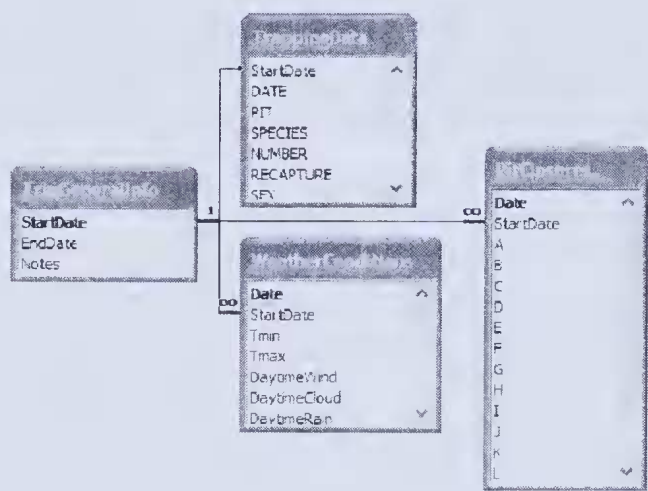 TrappingData
StartDate
DATE
PIT
SPECIES
NUMBER
RECAPTURE
SEX
StartDate
EndDate
Notes
1
∞
∞
Date
StartDate
Tmin
Tmax
DaytimeWind
DaytimeCloud
DaytimeRain
Date
StartDate
A
B
C
D
E
F
G
H
I
J
K
L